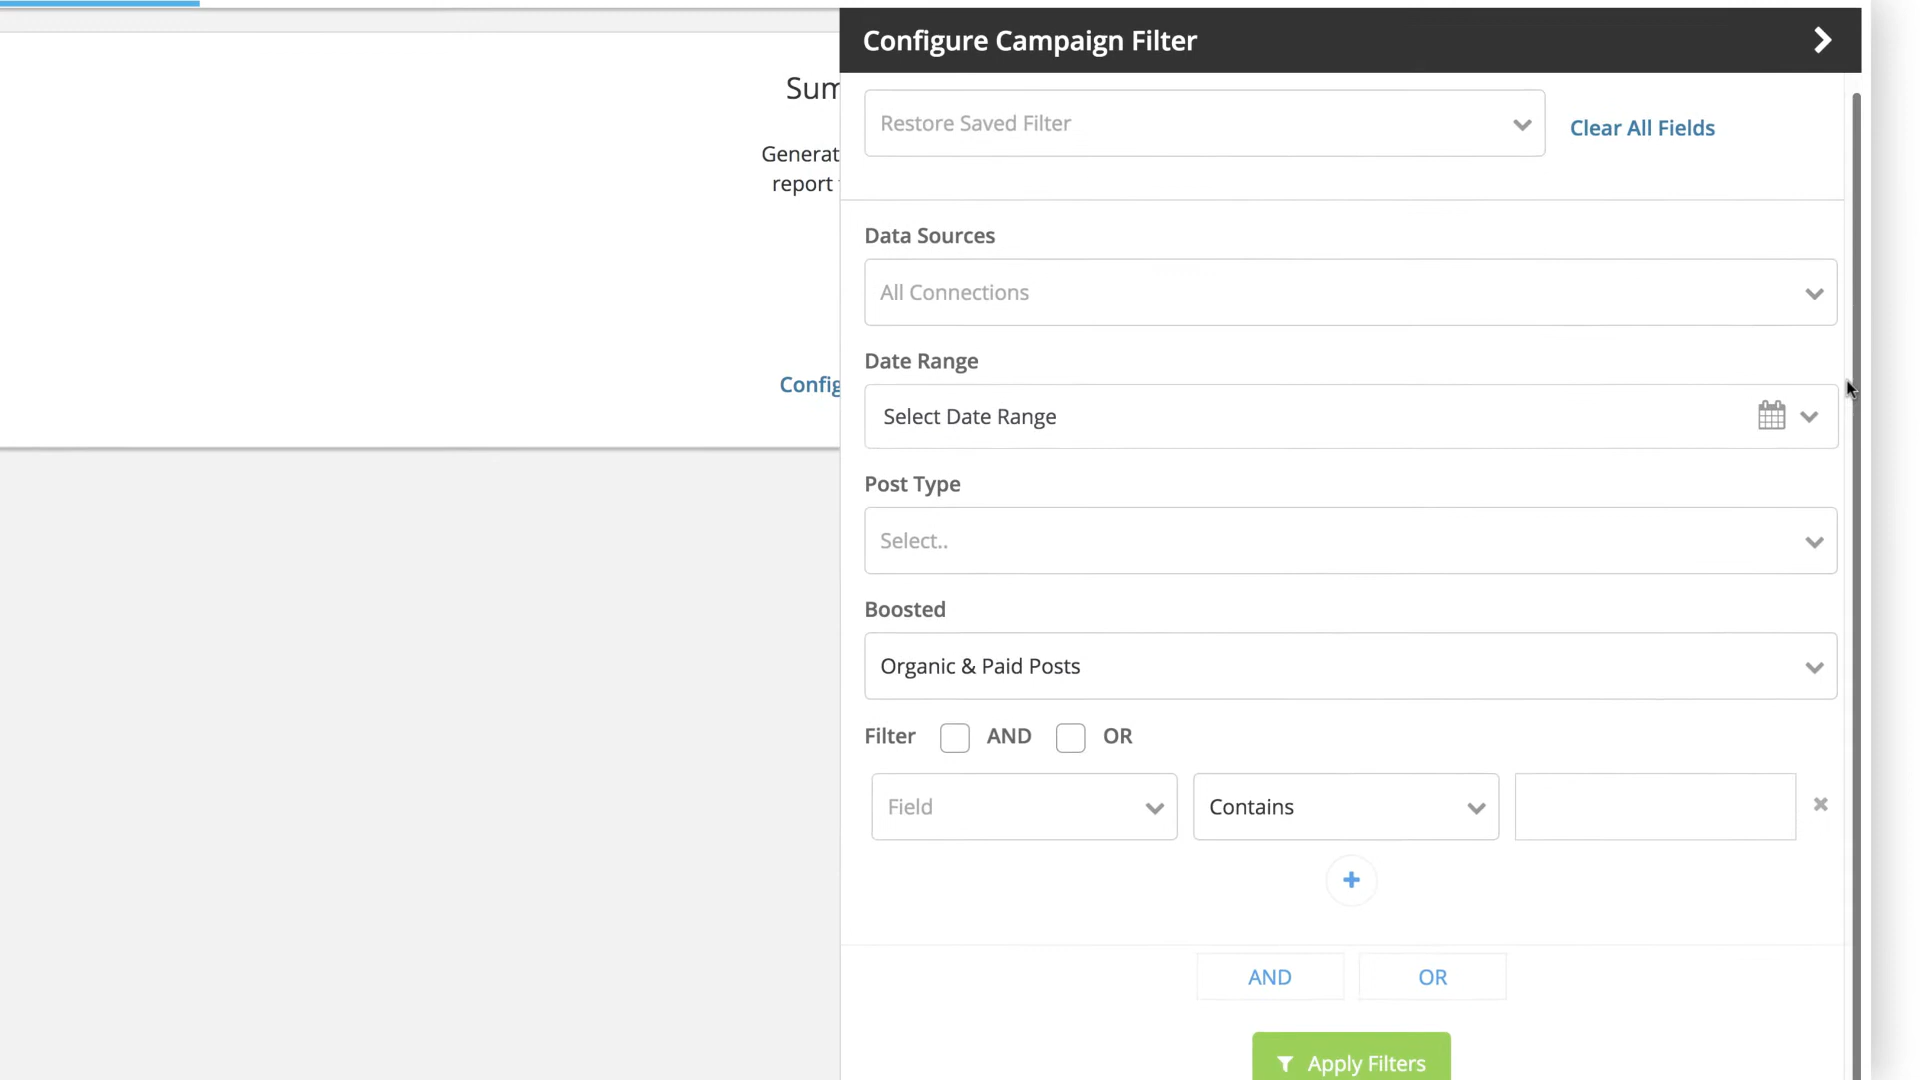 Configure Campaign Filter
Sum
Restore Saved Filter
Clear All Fields
Generat
report
Data Sources
All Connections
Date Range
Config
Select Date Range
Post Type
Select..
Boosted
Organic & Paid Posts
Filter AND OR
Field Contains
AND OR
Apply Filters